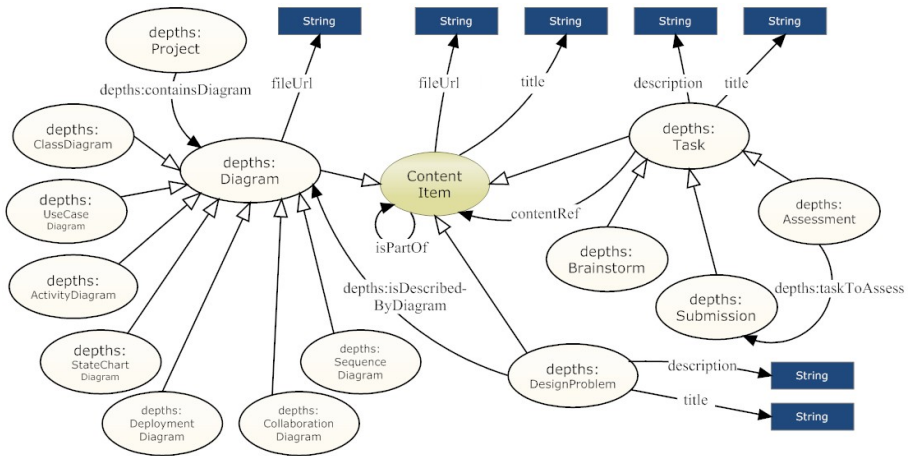 String
String
String
String
String
depths:
Project
fileUrl
fileUrl
title
description
title
depths:containsDiagram
depths:
ClassDiagram
depths:
Diagram
Content
Item
depths:
Task
depths:
UseCase
Diagram
isPartOf
contentRef
depths:
Brainstorm
depths:
Assessment
depths:
ActivityDiagram
depths:isDescribed-
ByDiagram
depths:
Submission
depths:taskToAssess
depths:
StateChart
Diagram
depths:
Sequence
Diagram
depths:
DesignProblem
description
String
title
String
depths:
Deployment
Diagram
depths:
Collaboration
Diagram